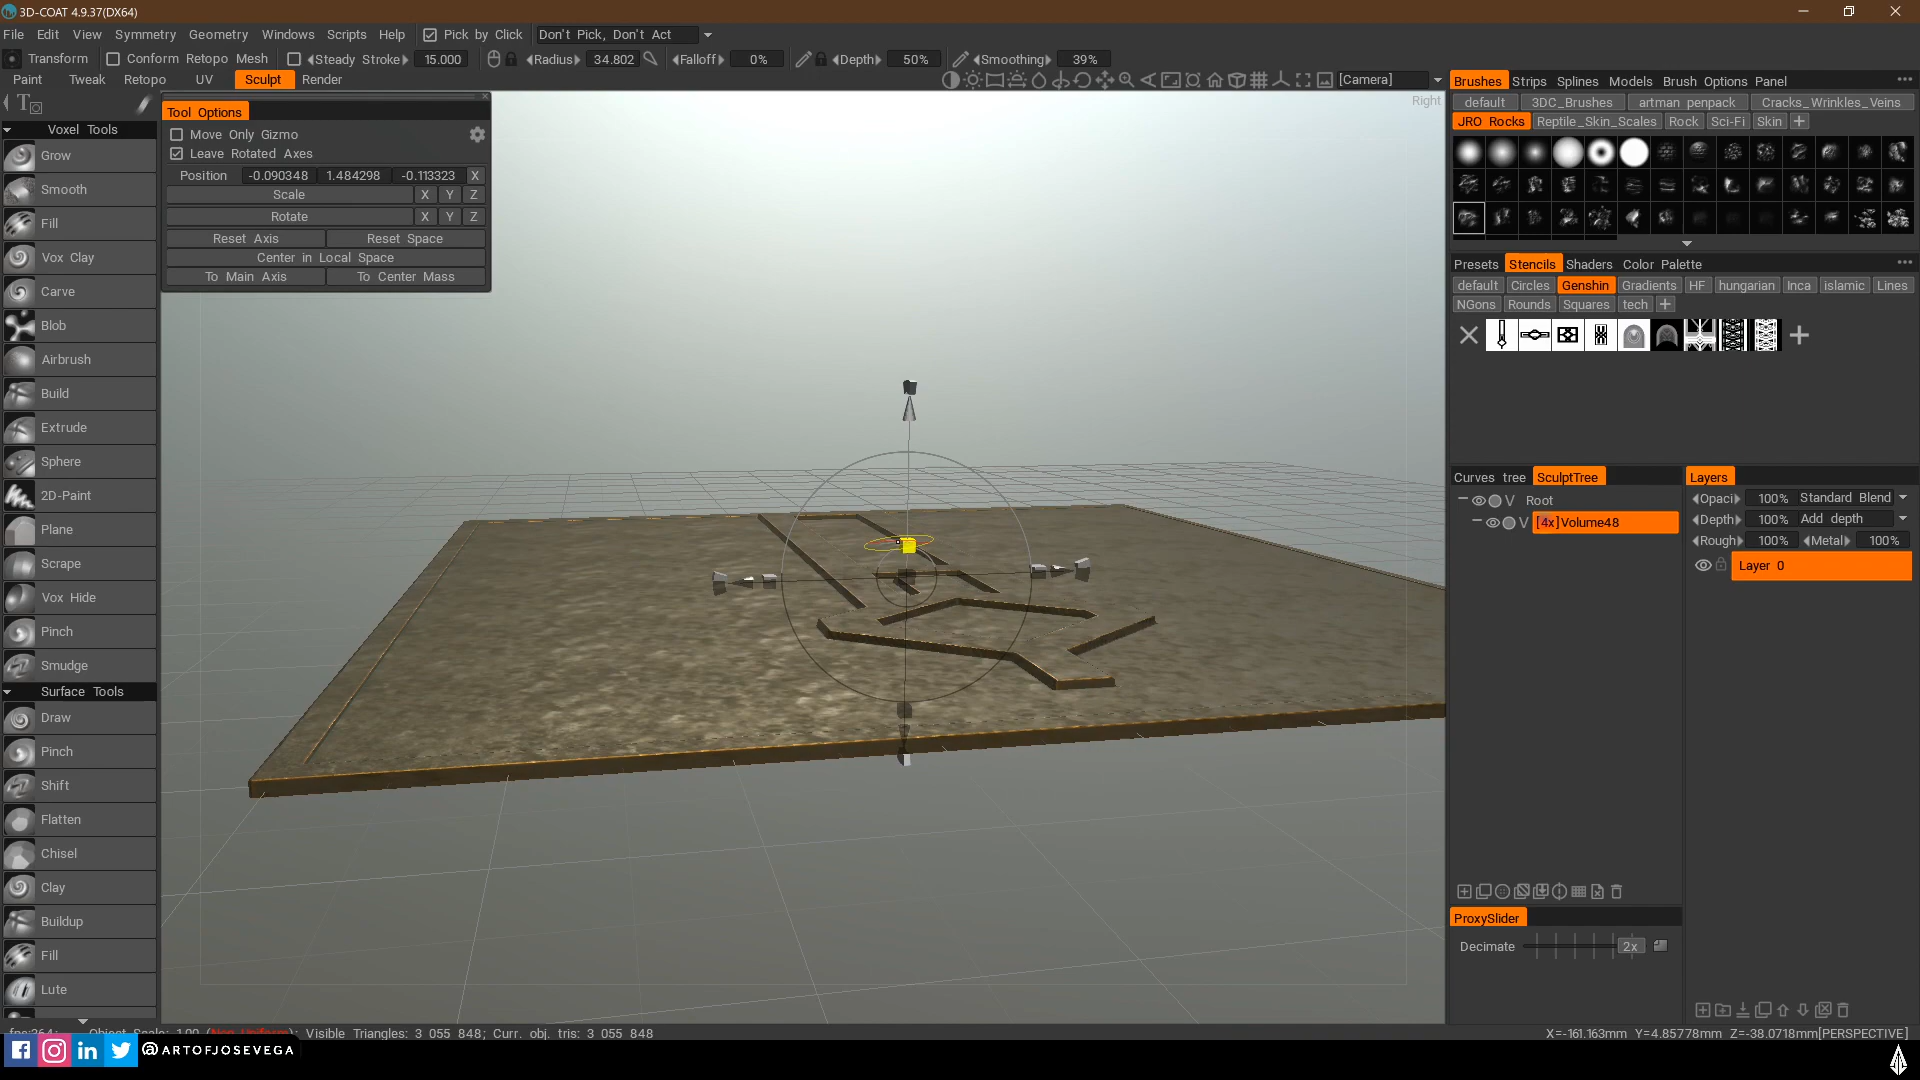 3D-COAT 4.9.37(DX64)
File Edit View Symmetry Geometry Windows Scripts Help Pick by Click Don't Pick, Don't Act
Transform Conform Retopo Mesh Steady Stroke 15.000 Radius 34.802 Falloff 0% Depth 50% Smoothing 39%
Paint Tweak Retopo UV Sculpt Render [Camera]
Right
Tool Options
Move Only Gizmo
Leave Rotated Axes
Position -0.090348 1.484298 -0.113323 X
Scale X Y Z
Rotate X Y Z
Reset Axis Reset Space
Center in Local Space
To Main Axis To Center Mass
Voxel Tools
Grow
Smooth
Fill
Vox Clay
Carve
Blob
Airbrush
Build
Extrude
Sphere
2D-Paint
Plane
Scrape
Vox Hide
Pinch
Smudge
Surface Tools
Draw
Pinch
Shift
Flatten
Chisel
Clay
Buildup
Fill
Lute
Brushes Strips Splines Models Brush Options Panel
default 3DC_Brushes artman penpack Cracks_Wrinkles_Veins
JRO Rocks Reptile_Skin_Scales Rock Sci-Fi Skin +
Presets Stencils Shaders Color Palette
default Circles Genshin Gradients HF hungarian Inca islamic Lines
NGons Rounds Squares tech +
Curves tree SculptTree
V Root
V [4x]Volume48
Layers
Opaci 100% Standard Blend
Depth 100% Add depth
Rough 100% Metal 100%
Layer 0
ProxySlider
Decimate 2x
Object Scale: 1.00 (Non-Uniform); Visible Triangles: 3 055 848; Curr. obj. tris: 3 055 848
X=-161.163mm Y=4.85778mm Z=-38.0718mm[PERSPECTIVE]
@ARTOFJOSEVEGA